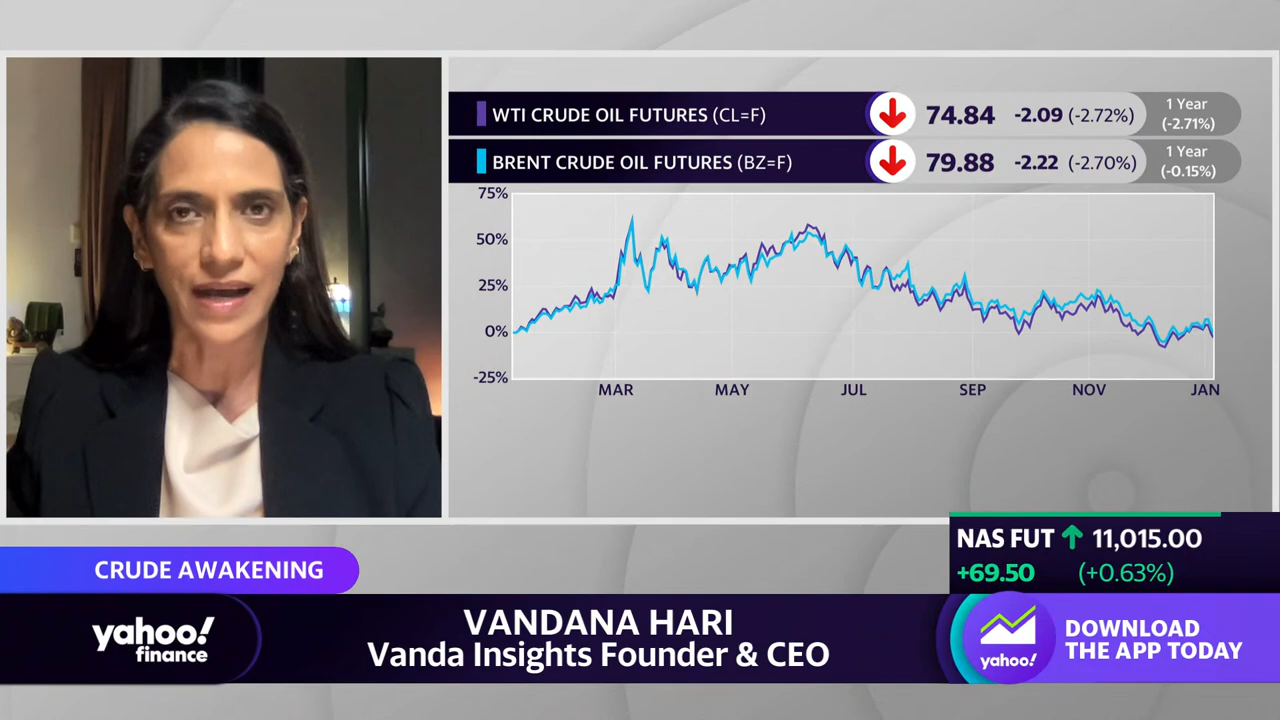 WTI CRUDE OIL FUTURES (CL=F) 74.84 -2.09 (-2.72%) 1 Year (-2.71%)
BRENT CRUDE OIL FUTURES (BZ=F) 79.88 -2.22 (-2.70%) 1 Year (-0.15%)
75%
50%
25%
0%
-25%
MAR MAY JUL SEP NOV JAN
NAS FUT 11,015.00
+69.50 (+0.63%)
CRUDE AWAKENING
yahoo!
finance
VANDANA HARI
Vanda Insights Founder & CEO
yahoo!
DOWNLOAD
THE APP TODAY